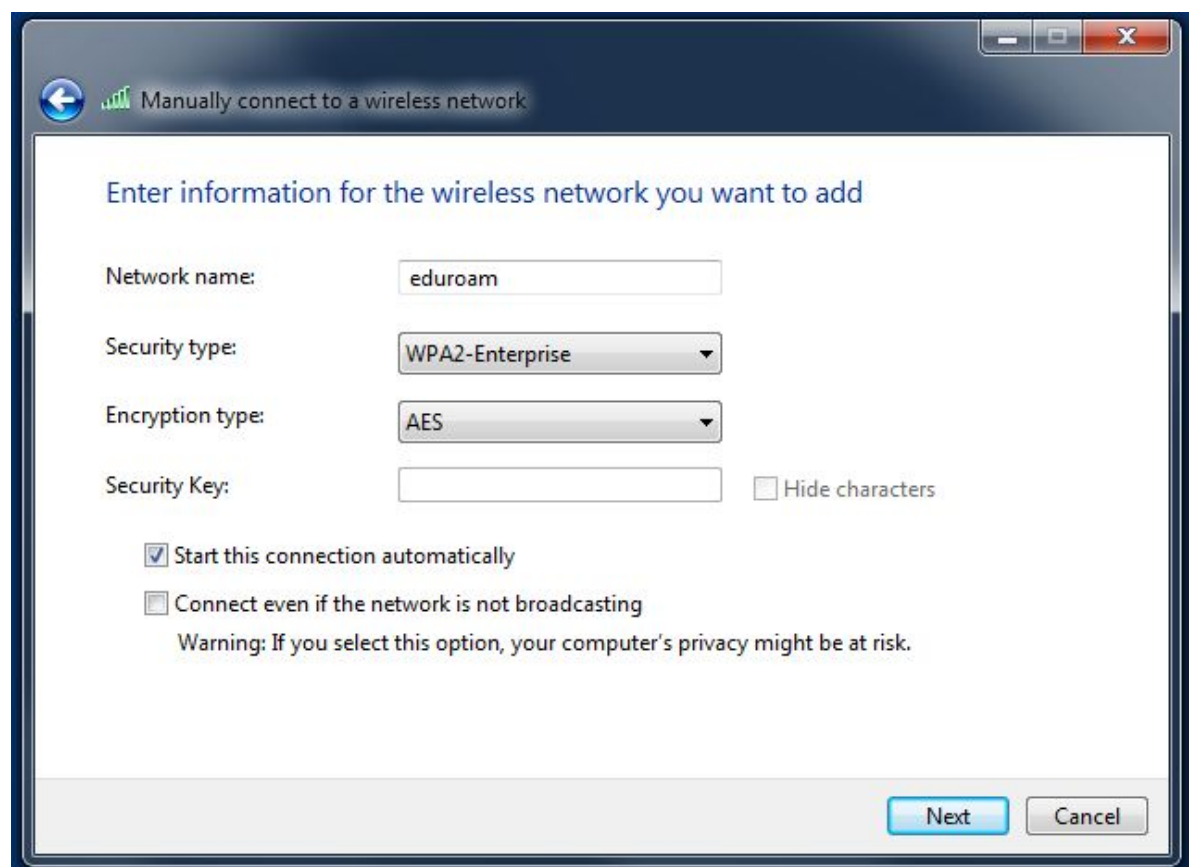 Manually connect to a wireless network
Enter information for the wireless network you want to add
Network name: eduroam
Security type: WPA2-Enterprise
Encryption type: AES
Security Key: Hide characters
Start this connection automatically
Connect even if the network is not broadcasting
Warning: If you select this option, your computer's privacy might be at risk.
Next Cancel